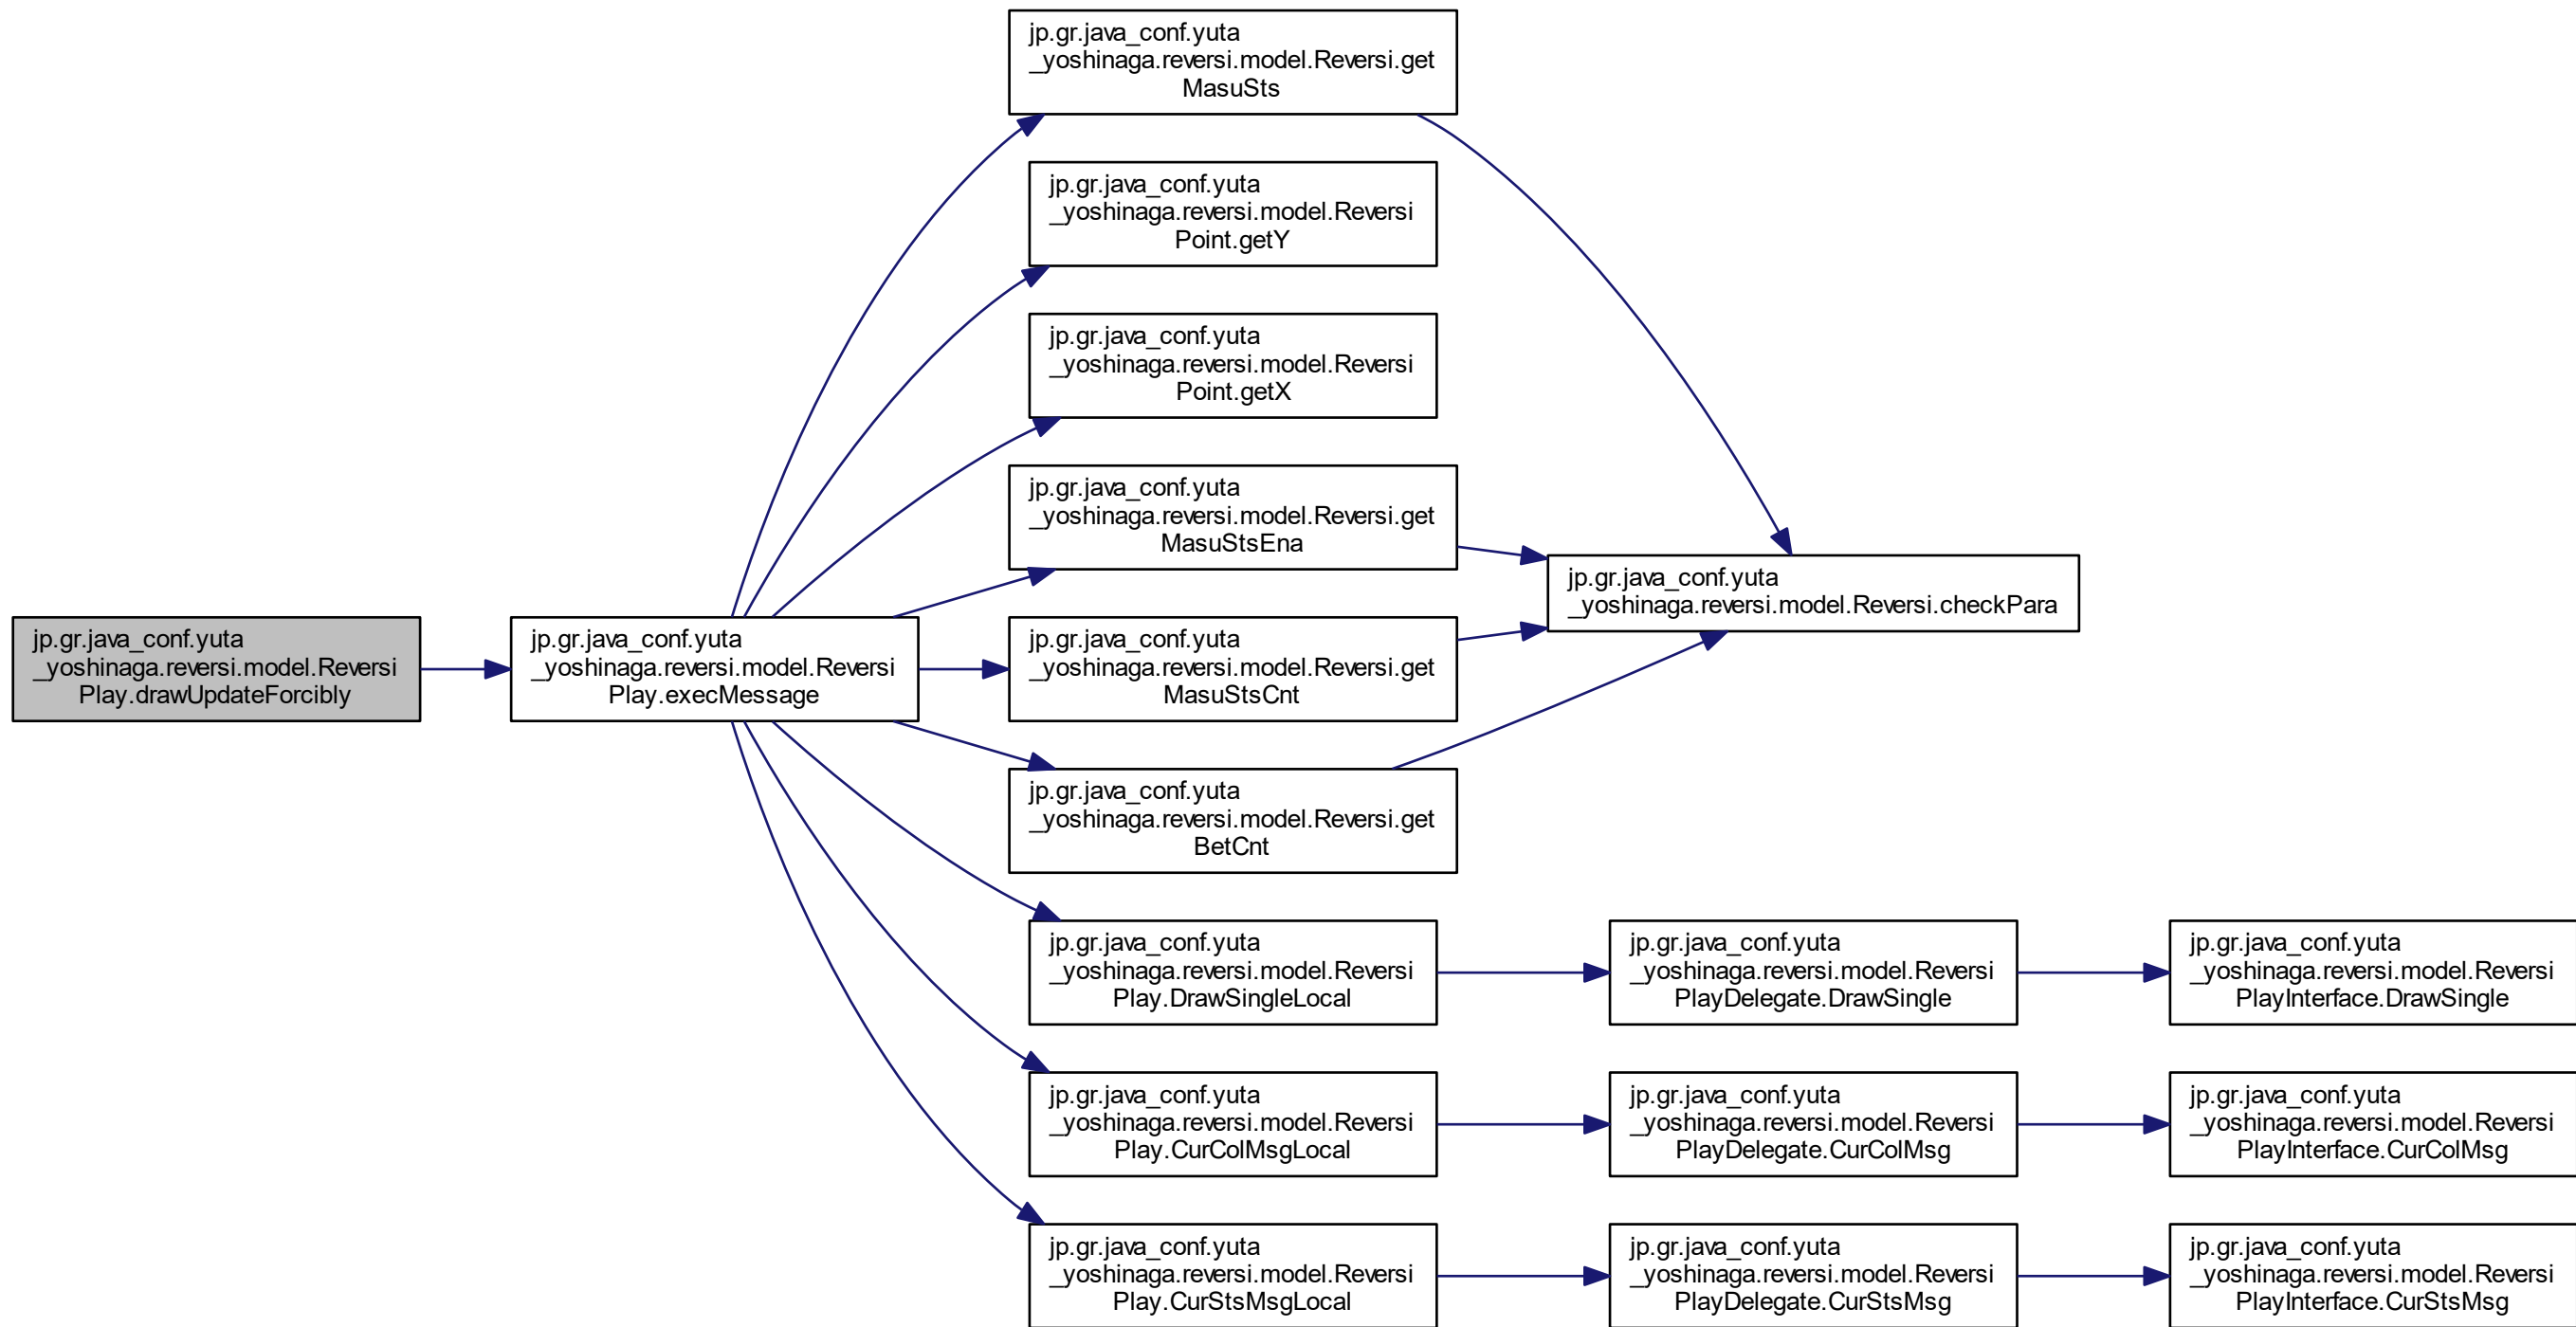 jp.gr.java_conf.yuta
_yoshinaga.reversi.model.Reversi.get
MasuSts
jp.gr.java_conf.yuta
_yoshinaga.reversi.model.Reversi
Point.getY
jp.gr.java_conf.yuta
_yoshinaga.reversi.model.Reversi
Point.getX
jp.gr.java_conf.yuta
_yoshinaga.reversi.model.Reversi.get
MasuStsEna
jp.gr.java_conf.yuta
_yoshinaga.reversi.model.Reversi.checkPara
jp.gr.java_conf.yuta
_yoshinaga.reversi.model.Reversi
Play.drawUpdateForcibly
jp.gr.java_conf.yuta
_yoshinaga.reversi.model.Reversi
Play.execMessage
jp.gr.java_conf.yuta
_yoshinaga.reversi.model.Reversi.get
MasuStsCnt
jp.gr.java_conf.yuta
_yoshinaga.reversi.model.Reversi.get
BetCnt
jp.gr.java_conf.yuta
_yoshinaga.reversi.model.Reversi
Play.DrawSingleLocal
jp.gr.java_conf.yuta
_yoshinaga.reversi.model.Reversi
PlayDelegate.DrawSingle
jp.gr.java_conf.yuta
_yoshinaga.reversi.model.Reversi
PlayInterface.DrawSingle
jp.gr.java_conf.yuta
_yoshinaga.reversi.model.Reversi
Play.CurColMsgLocal
jp.gr.java_conf.yuta
_yoshinaga.reversi.model.Reversi
PlayDelegate.CurColMsg
jp.gr.java_conf.yuta
_yoshinaga.reversi.model.Reversi
PlayInterface.CurColMsg
jp.gr.java_conf.yuta
_yoshinaga.reversi.model.Reversi
Play.CurStsMsgLocal
jp.gr.java_conf.yuta
_yoshinaga.reversi.model.Reversi
PlayDelegate.CurStsMsg
jp.gr.java_conf.yuta
_yoshinaga.reversi.model.Reversi
PlayInterface.CurStsMsg